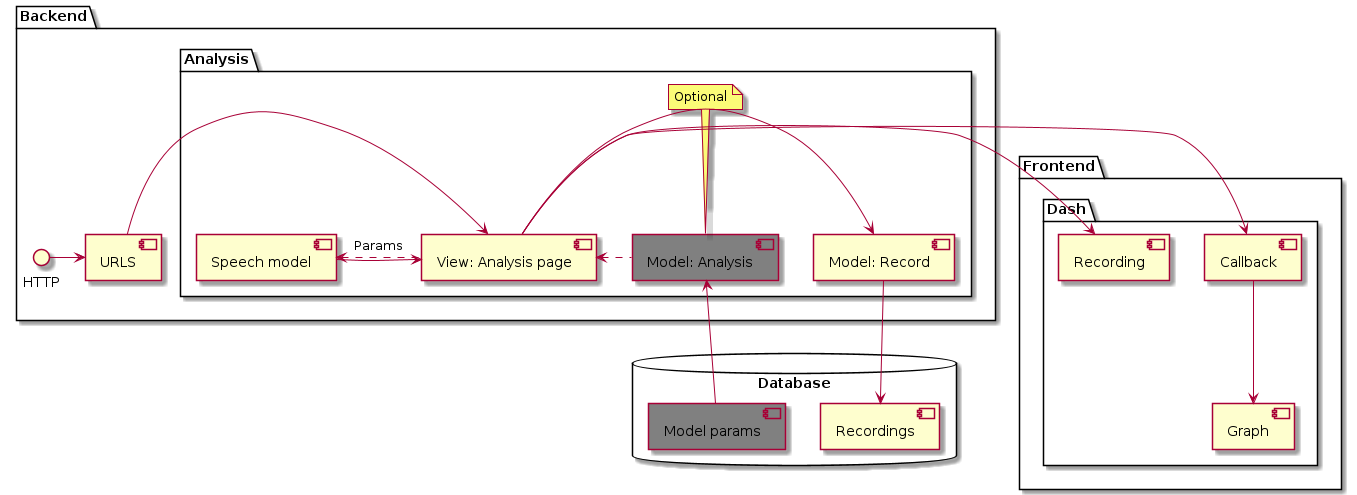 Backend
Analysis
Optional
Frontend
Dash
HTTP
URLS
Speech model
Params
View: Analysis page
Model: Analysis
Model: Record
Recording
Callback
Database
Model params
Recordings
Graph